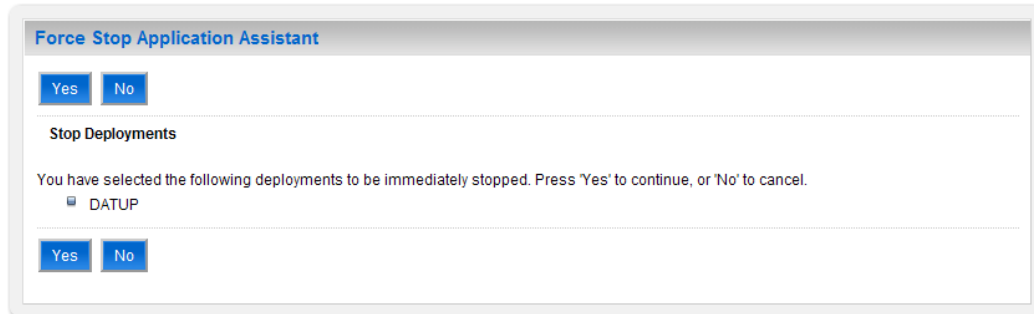 Force Stop Application Assistant
Yes No
Stop Deployments
You have selected the following deployments to be immediately stopped. Press 'Yes' to continue, or 'No' to cancel.
DATUP
Yes No